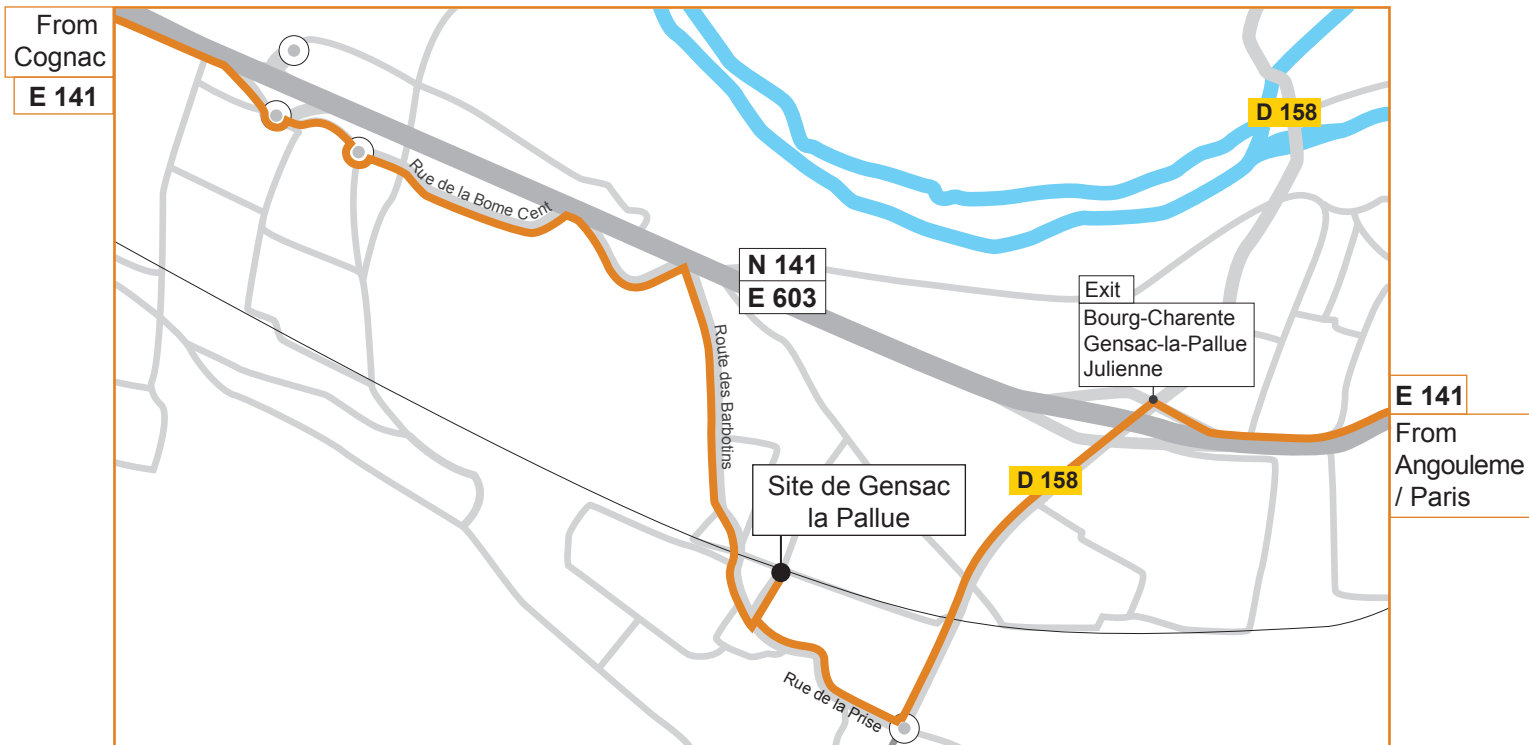 From
Cognac
E 141
D 158
Rue de la Bome Cent
N 141
E 603
Exit
Bourg-Charente
Gensac-la-Pallue
Julienne
Route des Barbotins
E 141
From
Angouleme
/ Paris
Site de Gensac
la Pallue
D 158
Rue de la Prise